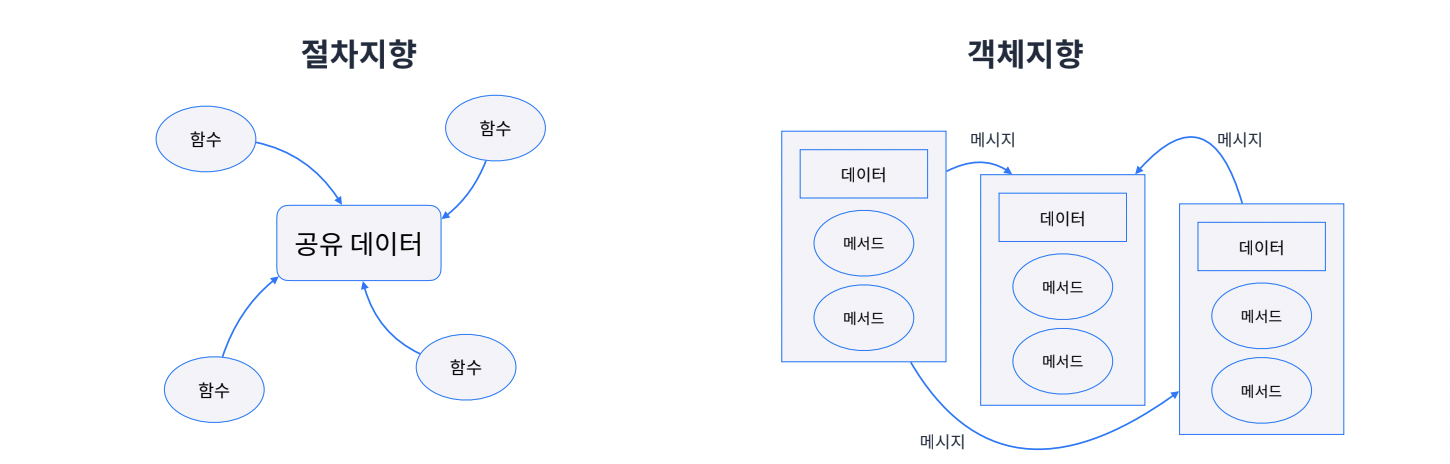 절차지향
함수
함수
공유 데이터
함수
함수
객체지향
메시지
메시지
데이터
메서드
메서드
데이터
메서드
메서드
데이터
메서드
메서드
메시지